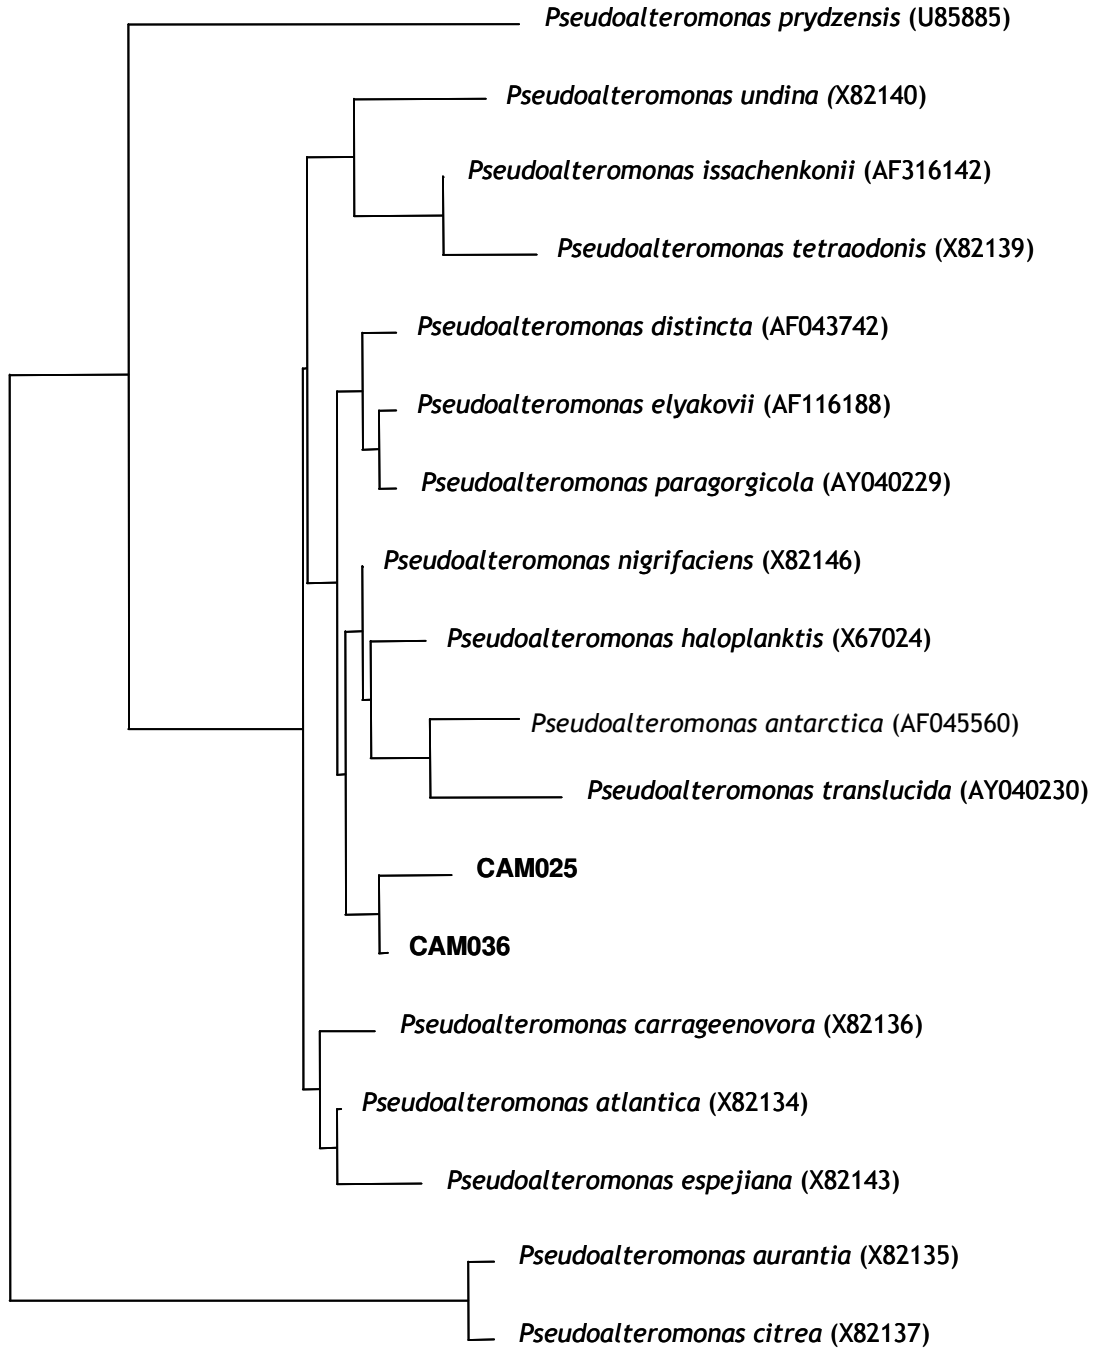 Pseudoalteromonas prydzensis (U85885)
Pseudoalteromonas undina (X82140)
Pseudoalteromonas issachenkonii (AF316142)
Pseudoalteromonas tetraodonis (X82139)
Pseudoalteromonas distincta (AF043742)
Pseudoalteromonas elyakovii (AF116188)
Pseudoalteromonas paragorgicola (AY040229)
Pseudoalteromonas nigrifaciens (X82146)
Pseudoalteromonas haloplanktis (X67024)
Pseudoalteromonas antarctica (AF045560)
Pseudoalteromonas translucida (AY040230)
CAM025
CAM036
Pseudoalteromonas carrageenovora (X82136)
Pseudoalteromonas atlantica (X82134)
Pseudoalteromonas espejiana (X82143)
Pseudoalteromonas aurantia (X82135)
Pseudoalteromonas citrea (X82137)